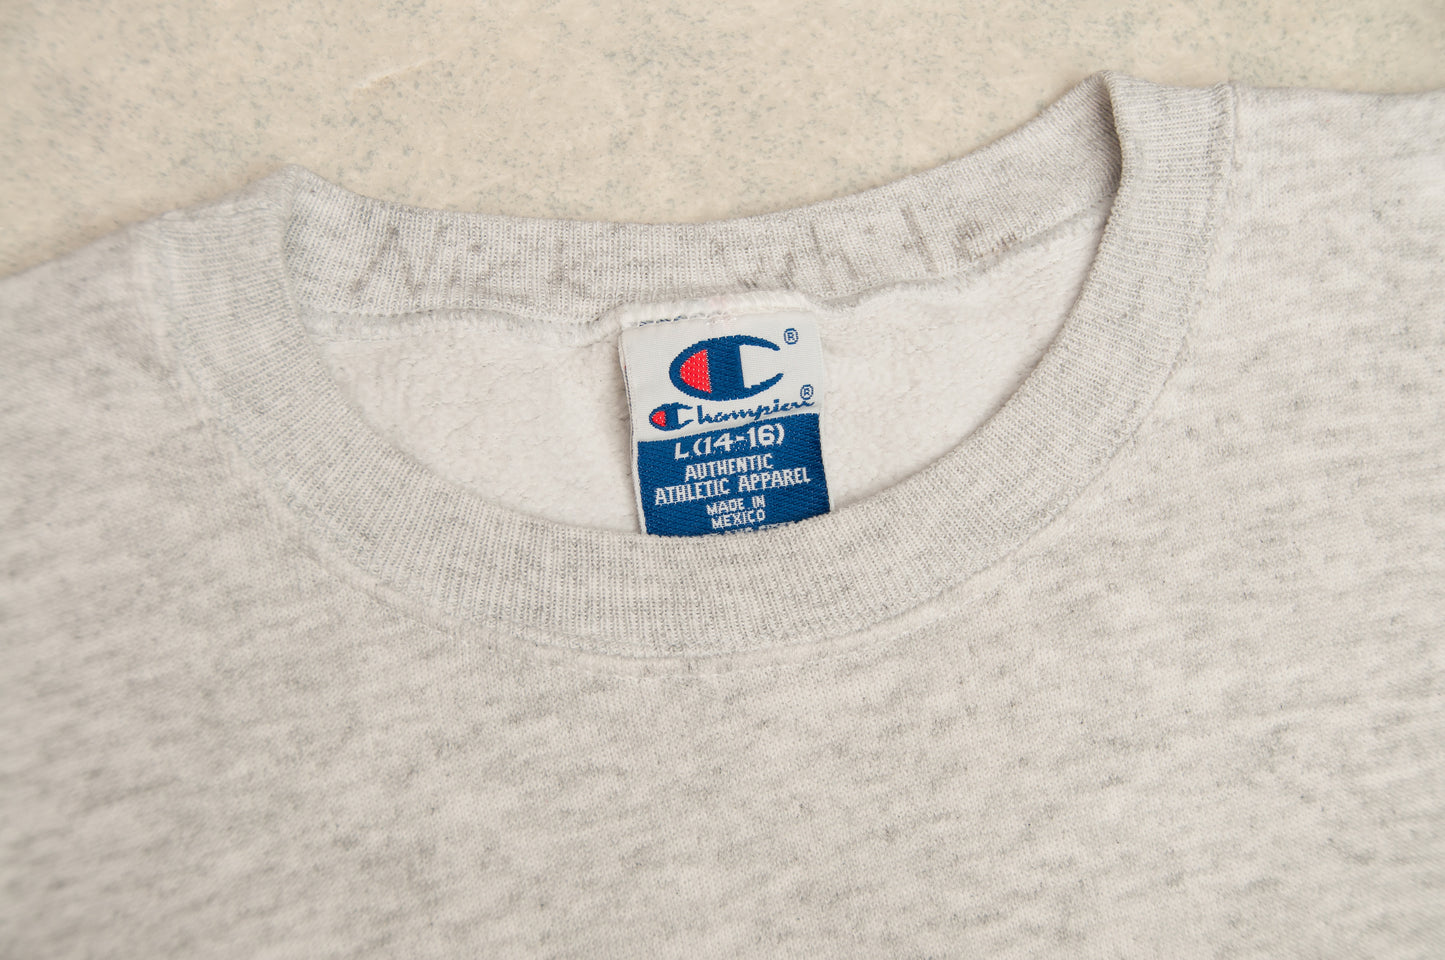 ®
Champion®
L (14-16)
AUTHENTIC
ATHLETIC APPAREL
MADE IN
MEXICO